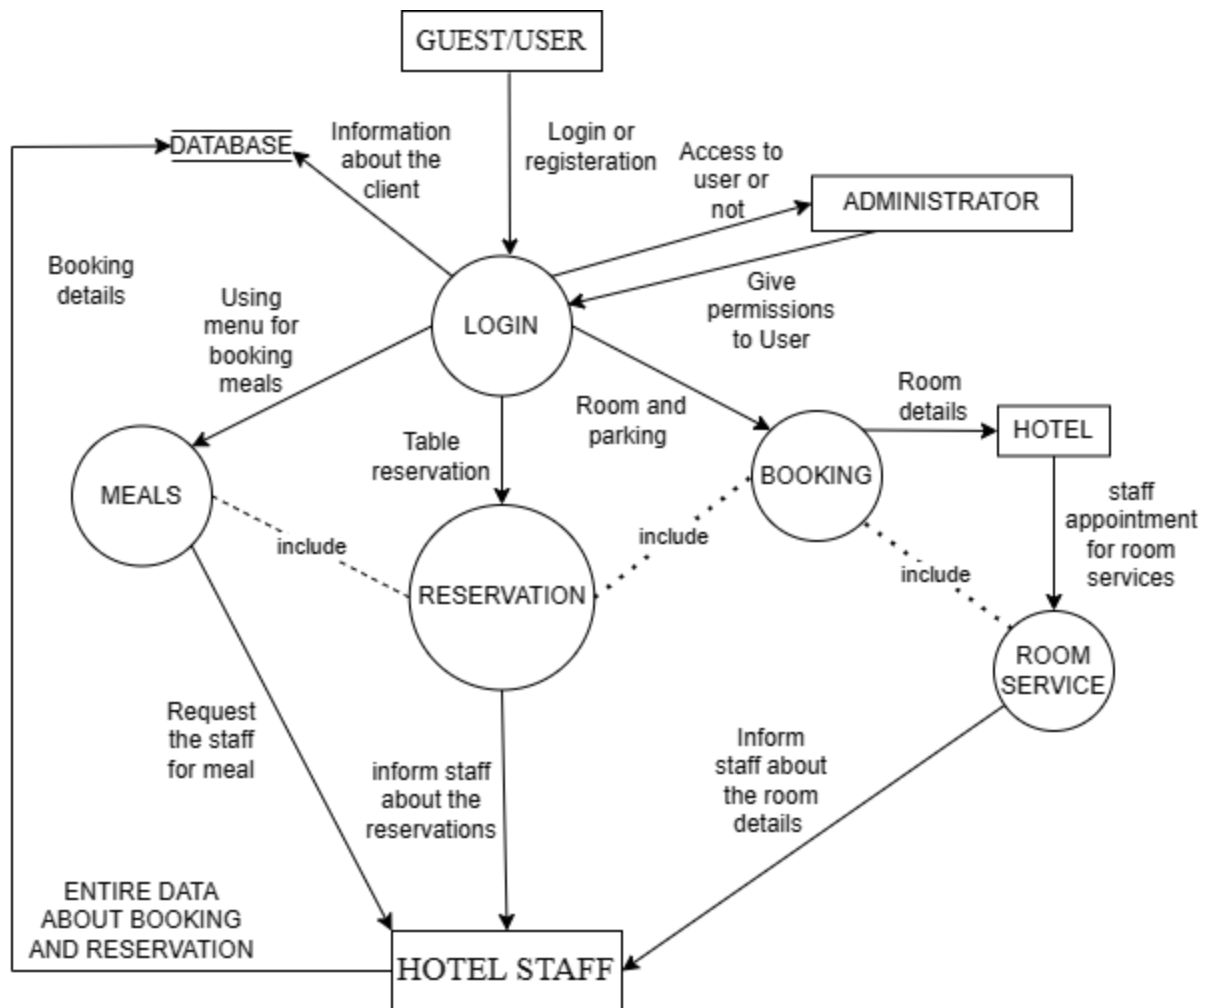 GUEST/USER
DATABASE
Information
about the
client
Login or
registeration
Access to
user or
not
ADMINISTRATOR
Booking
details
Using
menu for
booking
meals
LOGIN
Give
permissions
to User
Room and
parking
Room
details
HOTEL
Table
reservation
MEALS
BOOKING
staff
appointment
for room
services
include
include
include
RESERVATION
ROOM
SERVICE
Request
the staff
for meal
inform staff
about the
reservations
Inform
staff about
the room
details
ENTIRE DATA
ABOUT BOOKING
AND RESERVATION
HOTEL STAFF